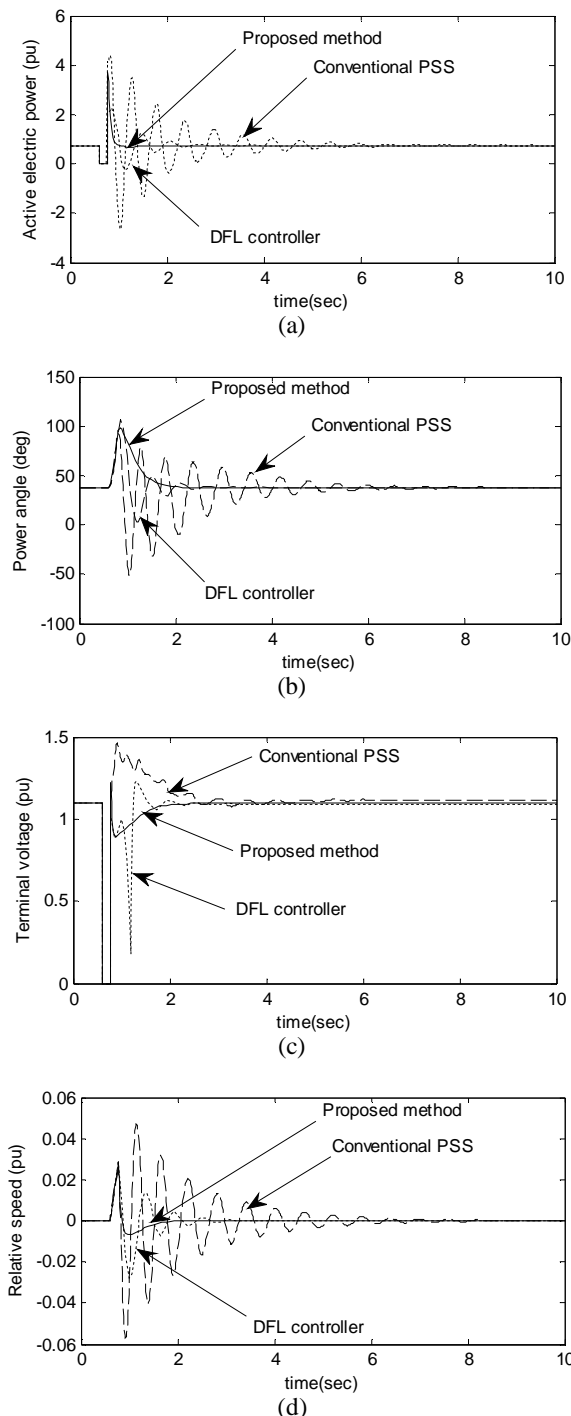 6
4
2
0
-2
-4
Active electric power (pu)
Proposed method
Conventional PSS
DFL controller
0 2 4 6 8 10
time(sec)
(a)
150
100
50
0
-50
-100
Power angle (deg)
Proposed method
Conventional PSS
DFL controller
0 2 4 6 8 10
time(sec)
(b)
1.5
1
0.5
0
Terminal voltage (pu)
Conventional PSS
Proposed method
DFL controller
0 2 4 6 8 10
time(sec)
(c)
0.06
0.04
0.02
0
-0.02
-0.04
-0.06
Relative speed (pu)
Proposed method
Conventional PSS
DFL controller
0 2 4 6 8 10
time(sec)
(d)